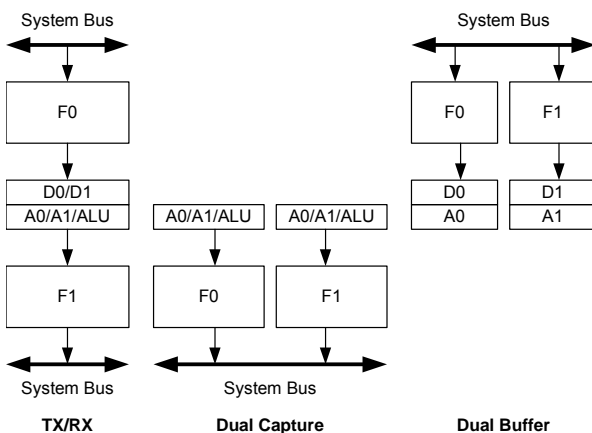 System Bus
System Bus
F0
F0
F1
D0/D1
D0
D1
A0/A1/ALU
A0/A1/ALU
A0/A1/ALU
A0
A1
F1
F0
F1
System Bus
System Bus
TX/RX
Dual Capture
Dual Buffer